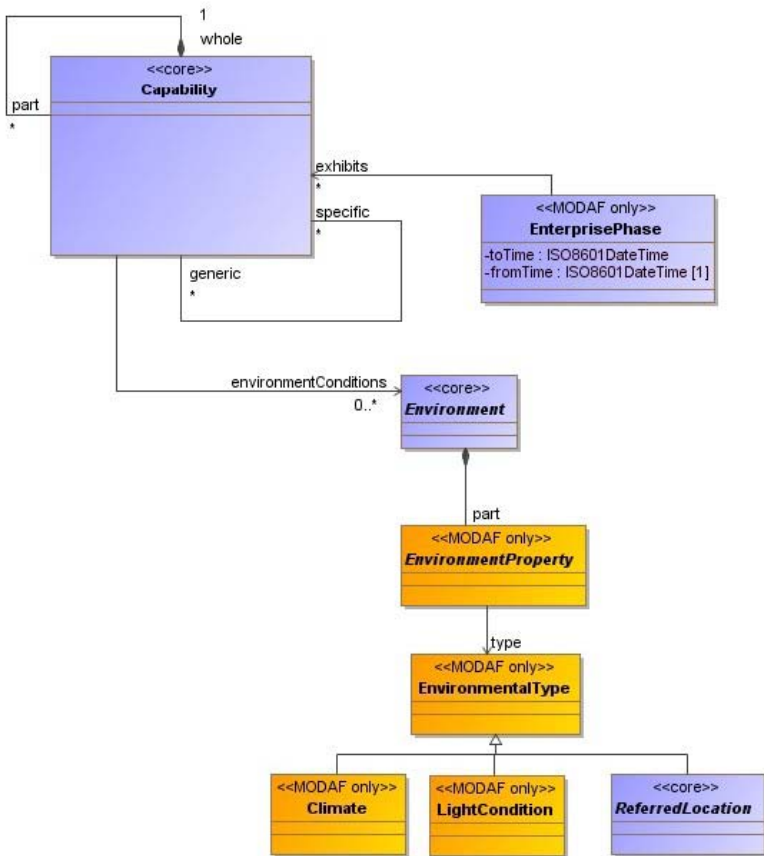 1
whole
<<core>>
Capability
part
*
exhibits
*
<<MODAF only>>
EnterprisePhase
-toTime : ISO8601DateTime
-fromTime : ISO8601DateTime [1]
specific
*
generic
*
environmentConditions
0..*
<<core>>
Environment
part
<<MODAF only>>
EnvironmentProperty
type
<<MODAF only>>
EnvironmentalType
<<MODAF only>>
Climate
<<MODAF only>>
LightCondition
<<core>>
ReferredLocation